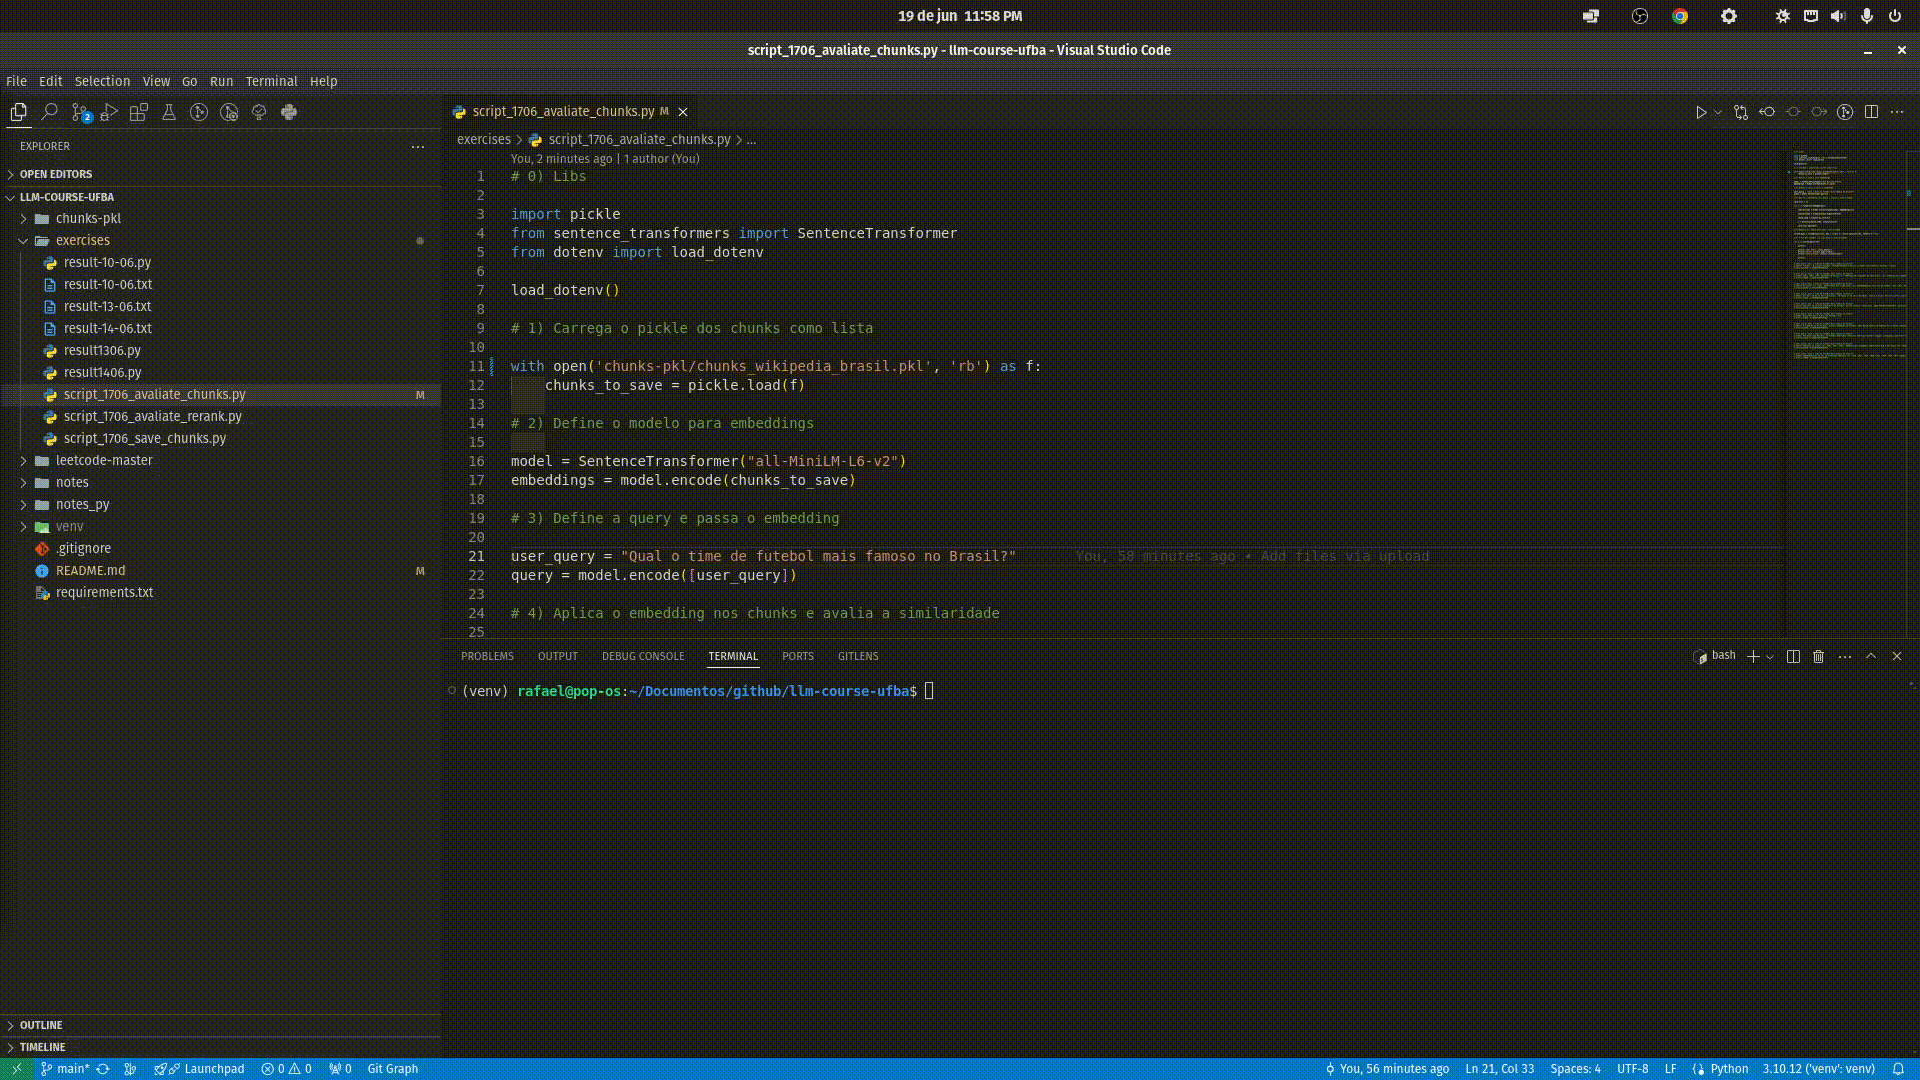 19 de jun 11:58 PM
script_1706_avaliate_chunks.py - llm-course-ufba - Visual Studio Code
File Edit Selection View Go Run Terminal Help
2
EXPLORER
OPEN EDITORS
LLM-COURSE-UFBA
chunks-pkl
exercises
result-10-06.py
result-10-06.txt
result-13-06.txt
result-14-06.txt
result1306.py
result1406.py
script_1706_avaliate_chunks.py M
script_1706_avaliate_rerank.py
script_1706_save_chunks.py
leetcode-master
notes
notes_py
venv
.gitignore
README.md M
requirements.txt
OUTLINE
TIMELINE
script_1706_avaliate_chunks.py M
exercises > script_1706_avaliate_chunks.py > ...
You, 2 minutes ago | 1 author (You)
1 # 0) Libs
2
3 import pickle
4 from sentence_transformers import SentenceTransformer
5 from dotenv import load_dotenv
6
7 load_dotenv()
8
9 # 1) Carrega o pickle dos chunks como lista
10
11 with open('chunks-pkl/chunks_wikipedia_brasil.pkl', 'rb') as f:
12     chunks_to_save = pickle.load(f)
13
14 # 2) Define o modelo para embeddings
15
16 model = SentenceTransformer("all-MiniLM-L6-v2")
17 embeddings = model.encode(chunks_to_save)
18
19 # 3) Define a query e passa o embedding
20
21 user_query = "Qual o time de futebol mais famoso no Brasil?" You, 58 minutes ago • Add files via upload
22 query = model.encode([user_query])
23
24 # 4) Aplica o embedding nos chunks e avalia a similaridade
25
PROBLEMS OUTPUT DEBUG CONSOLE TERMINAL PORTS GITLENS
bash
(venv) rafael@pop-os:~/Documentos/github/llm-course-ufba$
main* Launchpad 0 0 0 Git Graph
You, 56 minutes ago Ln 21, Col 33 Spaces: 4 UTF-8 LF Python 3.10.12 ('venv': venv)